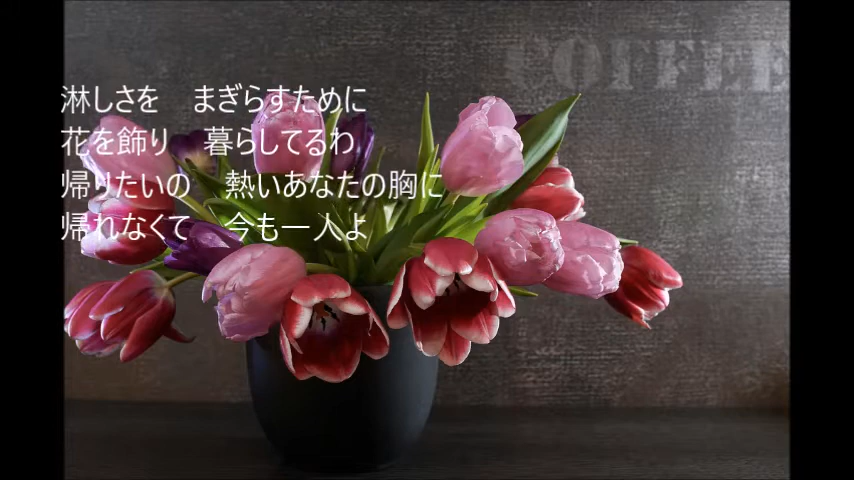 COFFEE
淋しさを　まぎらすために
花を飾り　暮らしてるわ
帰りたいの　熱いあなたの胸に
帰れなくて　今も一人よ